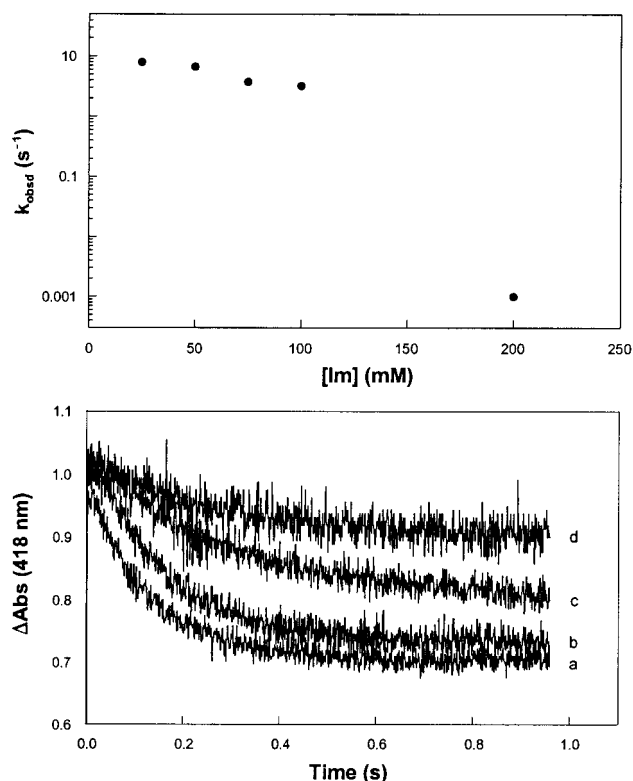 10
0.1
0.001
k_obsd (s⁻¹)
0 50 100 150 200 250
[Im] (mM)
1.1
1.0
0.9
0.8
0.7
0.6
ΔAbs (418 nm)
d
c
b
a
0.0 0.2 0.4 0.6 0.8 1.0
Time (s)